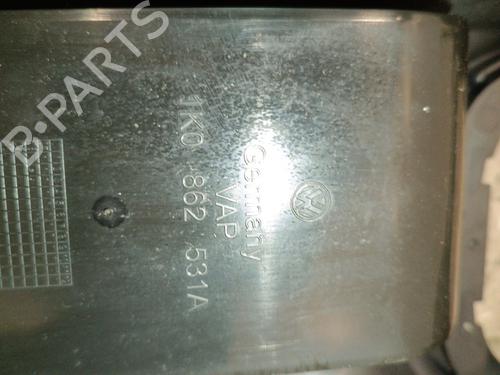 B-PARTS
Germany
VAP
1K0 862 531A